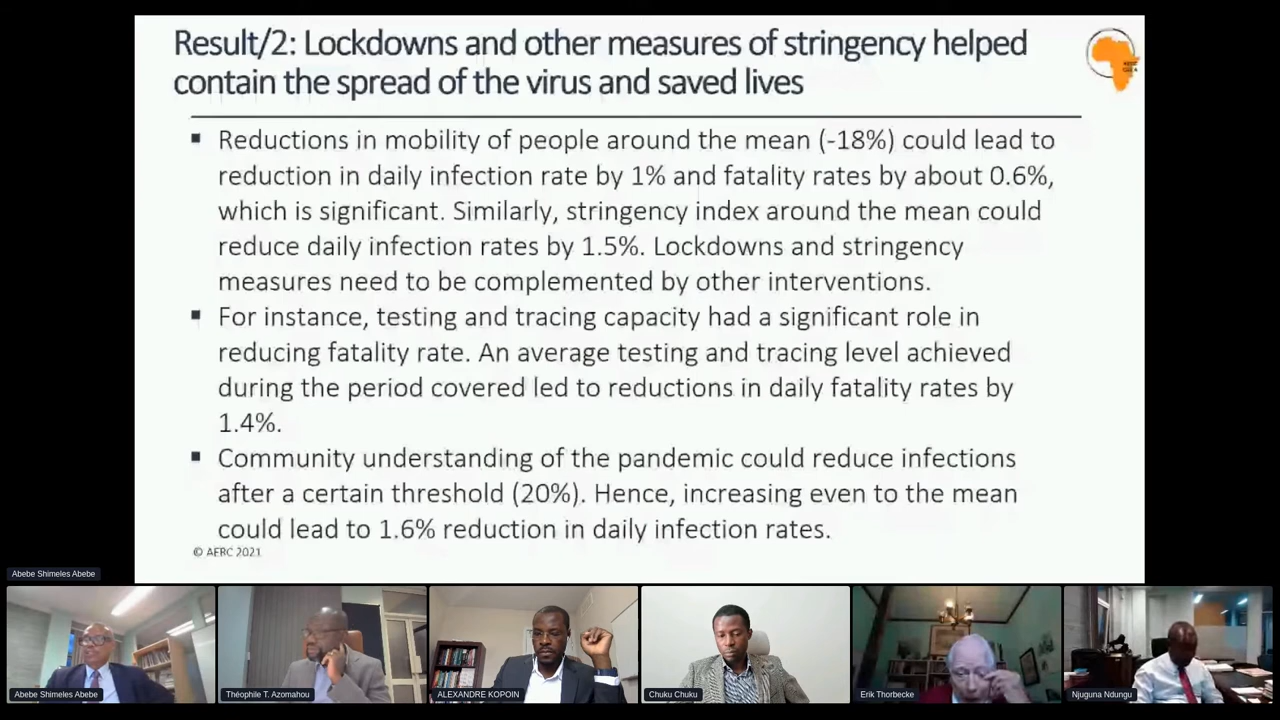 Result/2: Lockdowns and other measures of stringency helped
contain the spread of the virus and saved lives
▪ Reductions in mobility of people around the mean (-18%) could lead to
reduction in daily infection rate by 1% and fatality rates by about 0.6%,
which is significant. Similarly, stringency index around the mean could
reduce daily infection rates by 1.5%. Lockdowns and stringency
measures need to be complemented by other interventions.
▪ For instance, testing and tracing capacity had a significant role in
reducing fatality rate. An average testing and tracing level achieved
during the period covered led to reductions in daily fatality rates by
1.4%.
▪ Community understanding of the pandemic could reduce infections
after a certain threshold (20%). Hence, increasing even to the mean
could lead to 1.6% reduction in daily infection rates.
© AERC 2021
Abebe Shimeles Abebe
Abebe Shimeles Abebe
Théophile T. Azomahou
ALEXANDRE KOPOIN
Chuku Chuku
Erik Thorbecke
Njuguna Ndungu